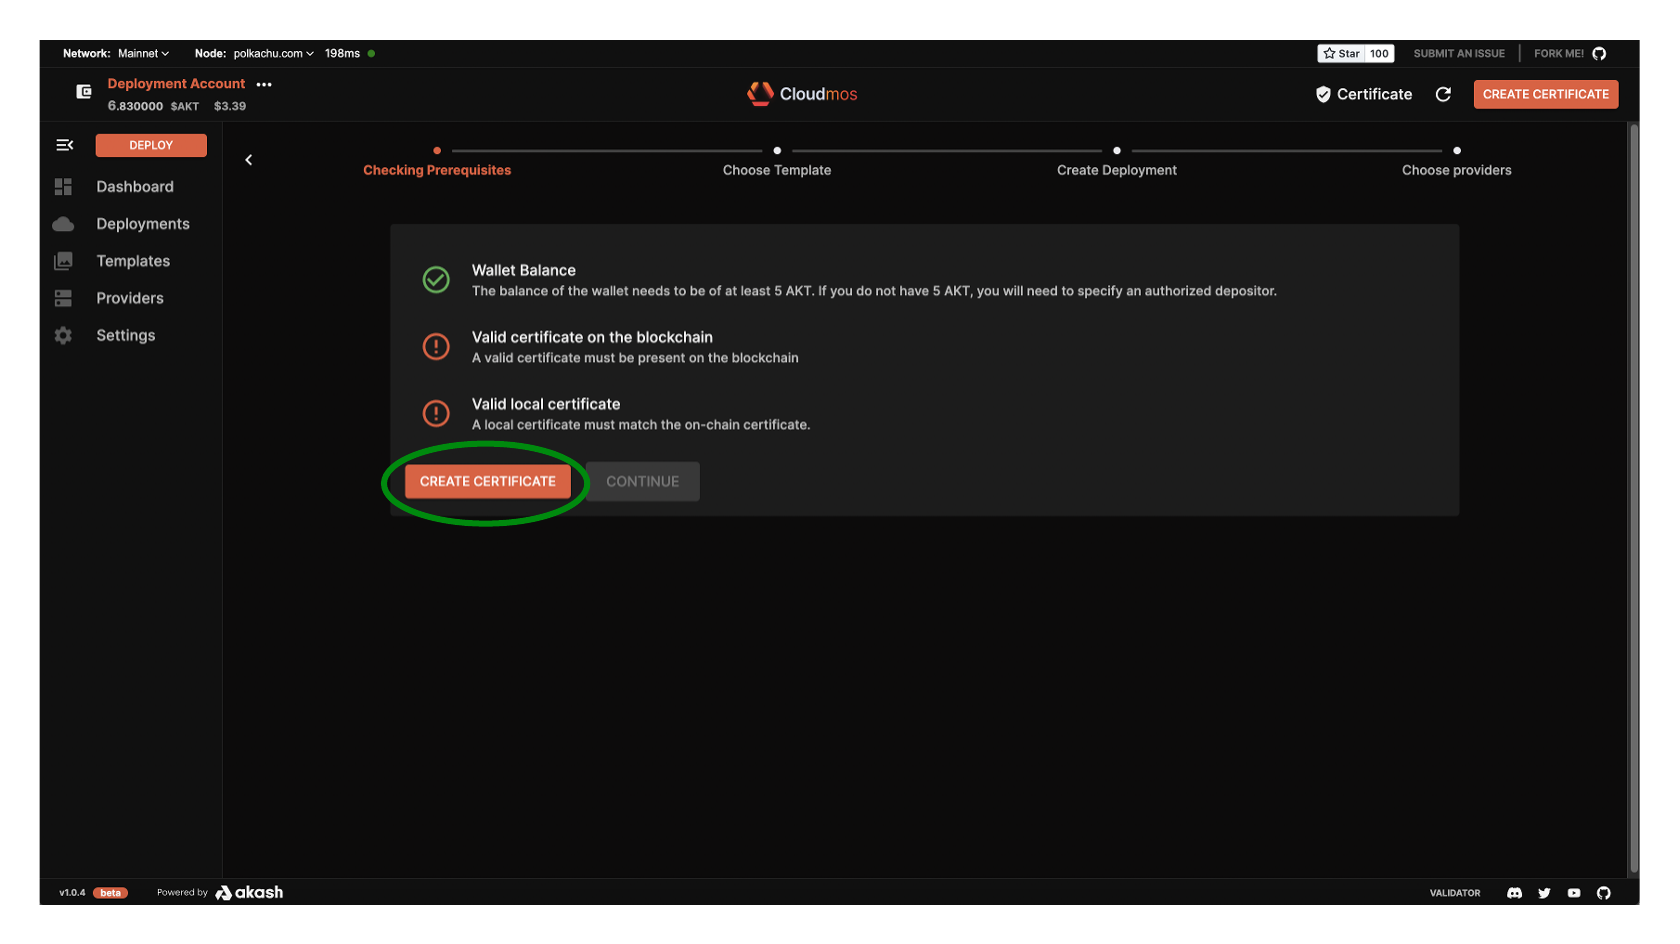 Network: Mainnet Node: polkachu.com 198ms
Star 100 SUBMIT AN ISSUE FORK ME!
Deployment Account
6.830000 $AKT $3.39
Cloudmos
Certificate
CREATE CERTIFICATE
DEPLOY
Dashboard
Deployments
Templates
Providers
Settings
Checking Prerequisites
Choose Template
Create Deployment
Choose providers
Wallet Balance
The balance of the wallet needs to be of at least 5 AKT. If you do not have 5 AKT, you will need to specify an authorized depositor.
Valid certificate on the blockchain
A valid certificate must be present on the blockchain
Valid local certificate
A local certificate must match the on-chain certificate.
CREATE CERTIFICATE
CONTINUE
v1.0.4 beta Powered by akash
VALIDATOR